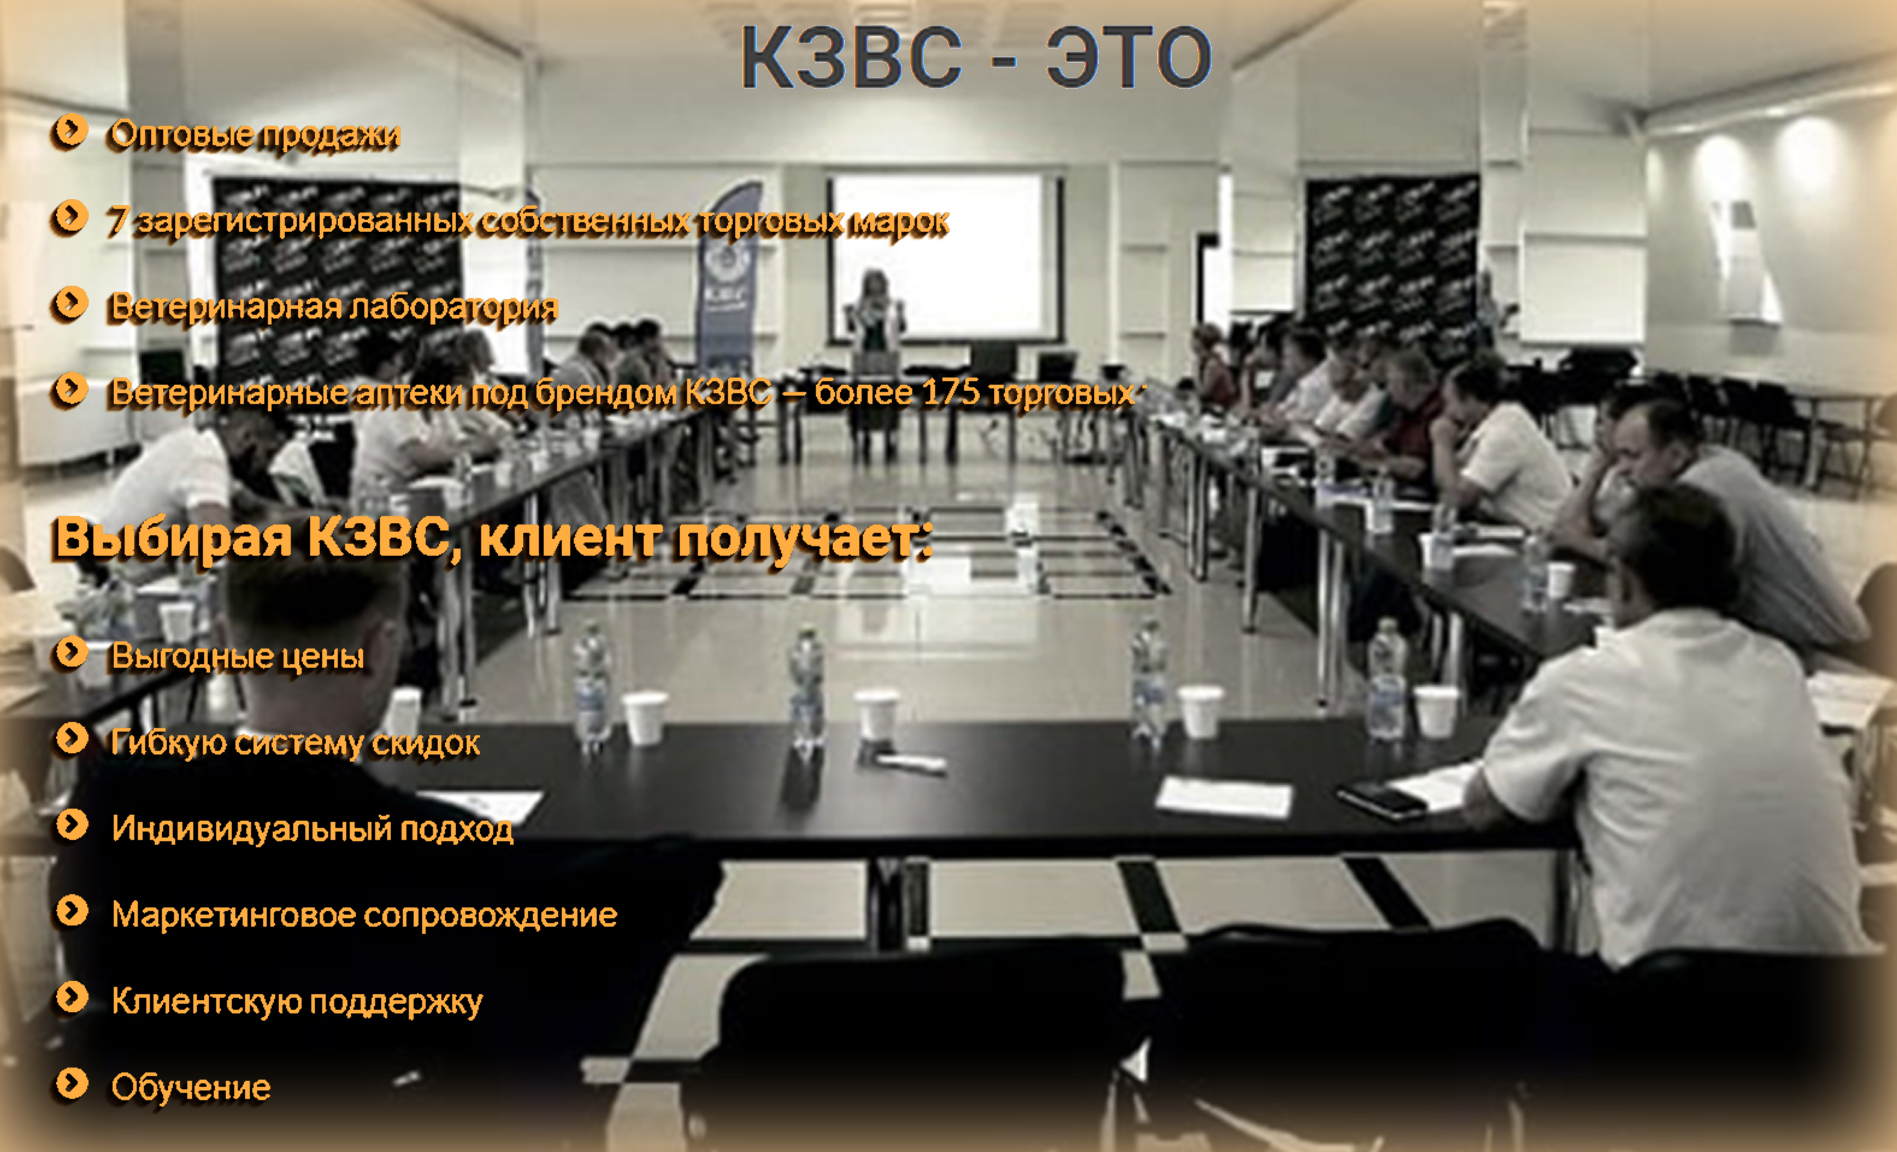 КЗВС - ЭТО
Оптовые продажи
7 зарегистрированных собственных торговых марок
Ветеринарная лаборатория
Ветеринарные аптеки под брендом КЗВС – более 175 торговых
Выбирая КЗВС, клиент получает:
Выгодные цены
Гибкую систему скидок
Индивидуальный подход
Маркетинговое сопровождение
Клиентскую поддержку
Обучение